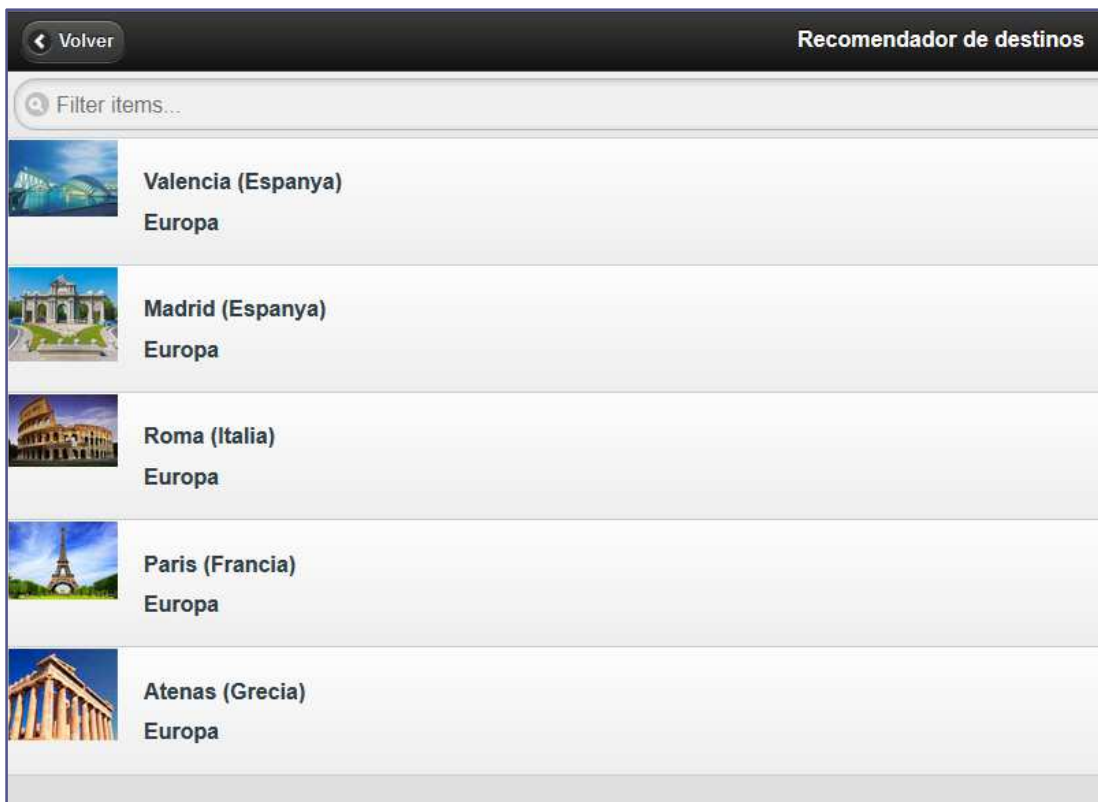 Volver
Recomendador de destinos
Filter items...
Valencia (Espanya)
Europa
Madrid (Espanya)
Europa
Roma (Italia)
Europa
Paris (Francia)
Europa
Atenas (Grecia)
Europa